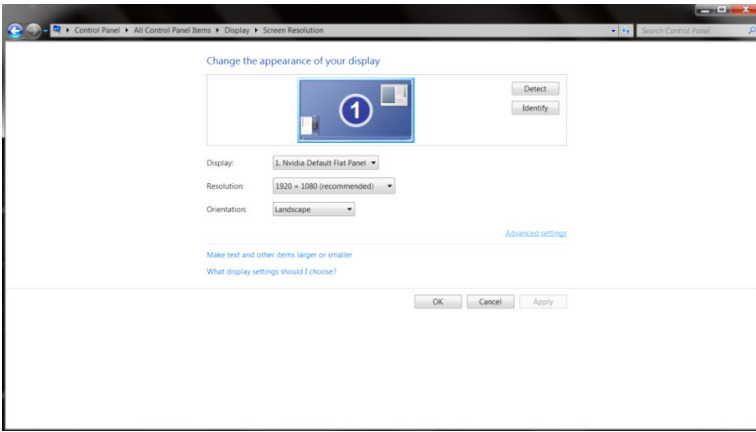 Control Panel ▸ All Control Panel Items ▸ Display ▸ Screen Resolution
Search Control Panel
Change the appearance of your display
1
Detect
Identify
Display: 1. Nvidia Default Flat Panel
Resolution: 1920 × 1080 (recommended)
Orientation: Landscape
Advanced settings
Make text and other items larger or smaller
What display settings should I choose?
OK Cancel Apply